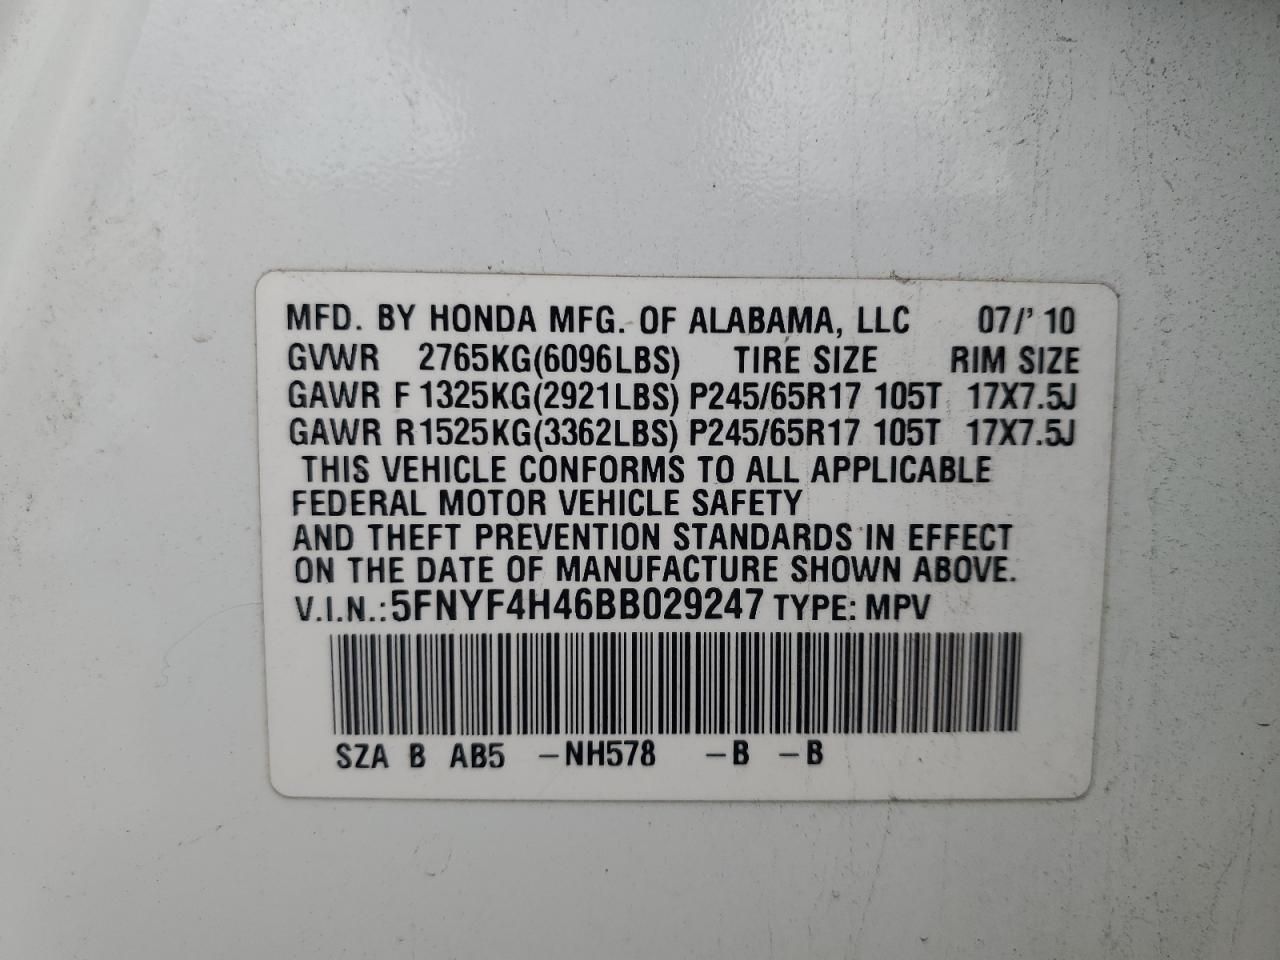 MFD. BY HONDA MFG. OF ALABAMA, LLC 07/' 10
GVWR 2765KG(6096LBS) TIRE SIZE RIM SIZE
GAWR F 1325KG(2921LBS) P245/65R17 105T 17X7.5J
GAWR R 1525KG(3362LBS) P245/65R17 105T 17X7.5J
THIS VEHICLE CONFORMS TO ALL APPLICABLE
FEDERAL MOTOR VEHICLE SAFETY
AND THEFT PREVENTION STANDARDS IN EFFECT
ON THE DATE OF MANUFACTURE SHOWN ABOVE.
V.I.N.: 5FNYF4H46BB029247 TYPE: MPV
SZA B AB5 –NH578 –B –B